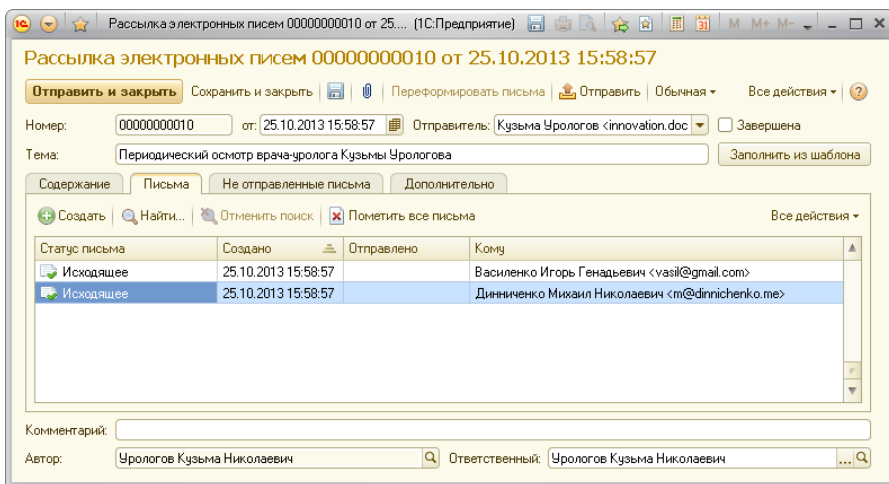 Рассылка электронных писем 00000000010 от 25.... (1С:Предприятие) M M+ M-
Рассылка электронных писем 00000000010 от 25.10.2013 15:58:57
Отправить и закрыть Сохранить и закрыть Переформировать письма Отправить Обычная Все действия ?
Номер: 00000000010 от: 25.10.2013 15:58:57 Отправитель: Кузьма Урологов <innovation.doc Завершена
Тема: Периодический осмотр врача-уролога Кузьмы Урологова Заполнить из шаблона
Содержание Письма Не отправленные письма Дополнительно
Создать Найти... Отменить поиск Пометить все письма Все действия
Статус письма Создано Отправлено Кому
Исходящее 25.10.2013 15:58:57 Василенко Игорь Генадьевич <vasil@gmail.com>
Исходящее 25.10.2013 15:58:57 Динниченко Михаил Николаевич <m@dinnichenko.me>
Комментарий:
Автор: Урологов Кузьма Николаевич Ответственный: Урологов Кузьма Николаевич ...